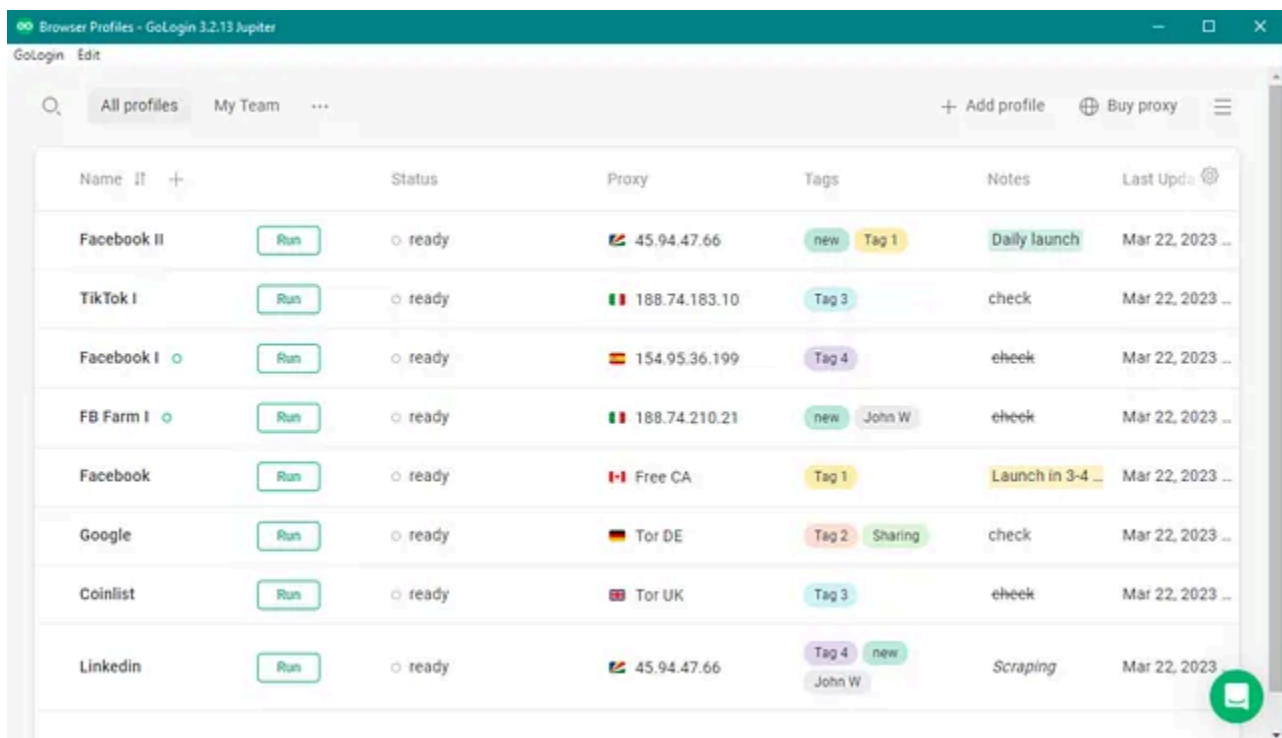 Browser Profiles - GoLogin 3.2.13 Jupiter
GoLogin Edit
All profiles My Team ... + Add profile Buy proxy
Name + Status Proxy Tags Notes Last Upda
Facebook II Run ready 45.94.47.66 new Tag 1 Daily launch Mar 22, 2023 ...
TikTok I Run ready 188.74.183.10 Tag 3 check Mar 22, 2023 ...
Facebook I Run ready 154.95.36.199 Tag 4 check Mar 22, 2023 ...
FB Farm I Run ready 188.74.210.21 new John W check Mar 22, 2023 ...
Facebook Run ready Free CA Tag 1 Launch in 3-4 ... Mar 22, 2023 ...
Google Run ready Tor DE Tag 2 Sharing check Mar 22, 2023 ...
Coinlist Run ready Tor UK Tag 3 check Mar 22, 2023 ...
Linkedin Run ready 45.94.47.66 Tag 4 new Scraping Mar 22, 2023 ...
John W